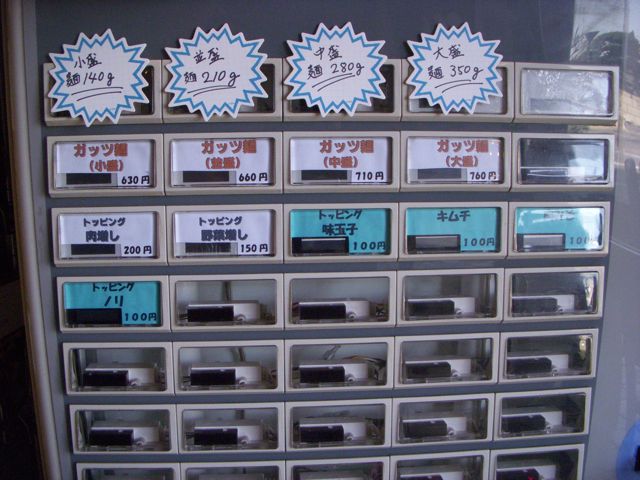 小盛
麺140g
並盛
麺210g
中盛
麺280g
大盛
麺350g
ガッツ麺
(小盛)
630円
ガッツ麺
(並盛)
660円
ガッツ麺
(中盛)
710円
ガッツ麺
(大盛)
760円
トッピング
肉増し
200円
トッピング
野菜増し
150円
トッピング
味玉子
100円
キムチ
100円
100円
トッピング
ノリ
100円